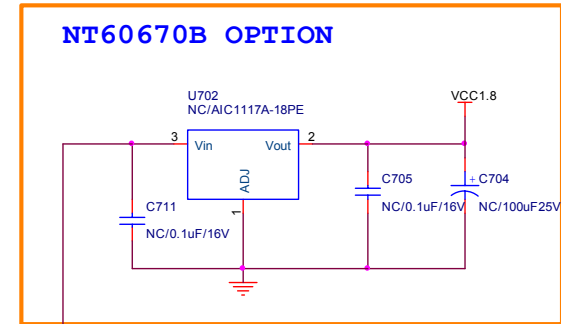 NT60670B OPTION
U702
NC/AIC1117A-18PE
VCC1.8
3
Vin
Vout
2
ADJ
1
C711
NC/0.1uF/16V
C705
NC/0.1uF/16V
+ C704
NC/100uF25V